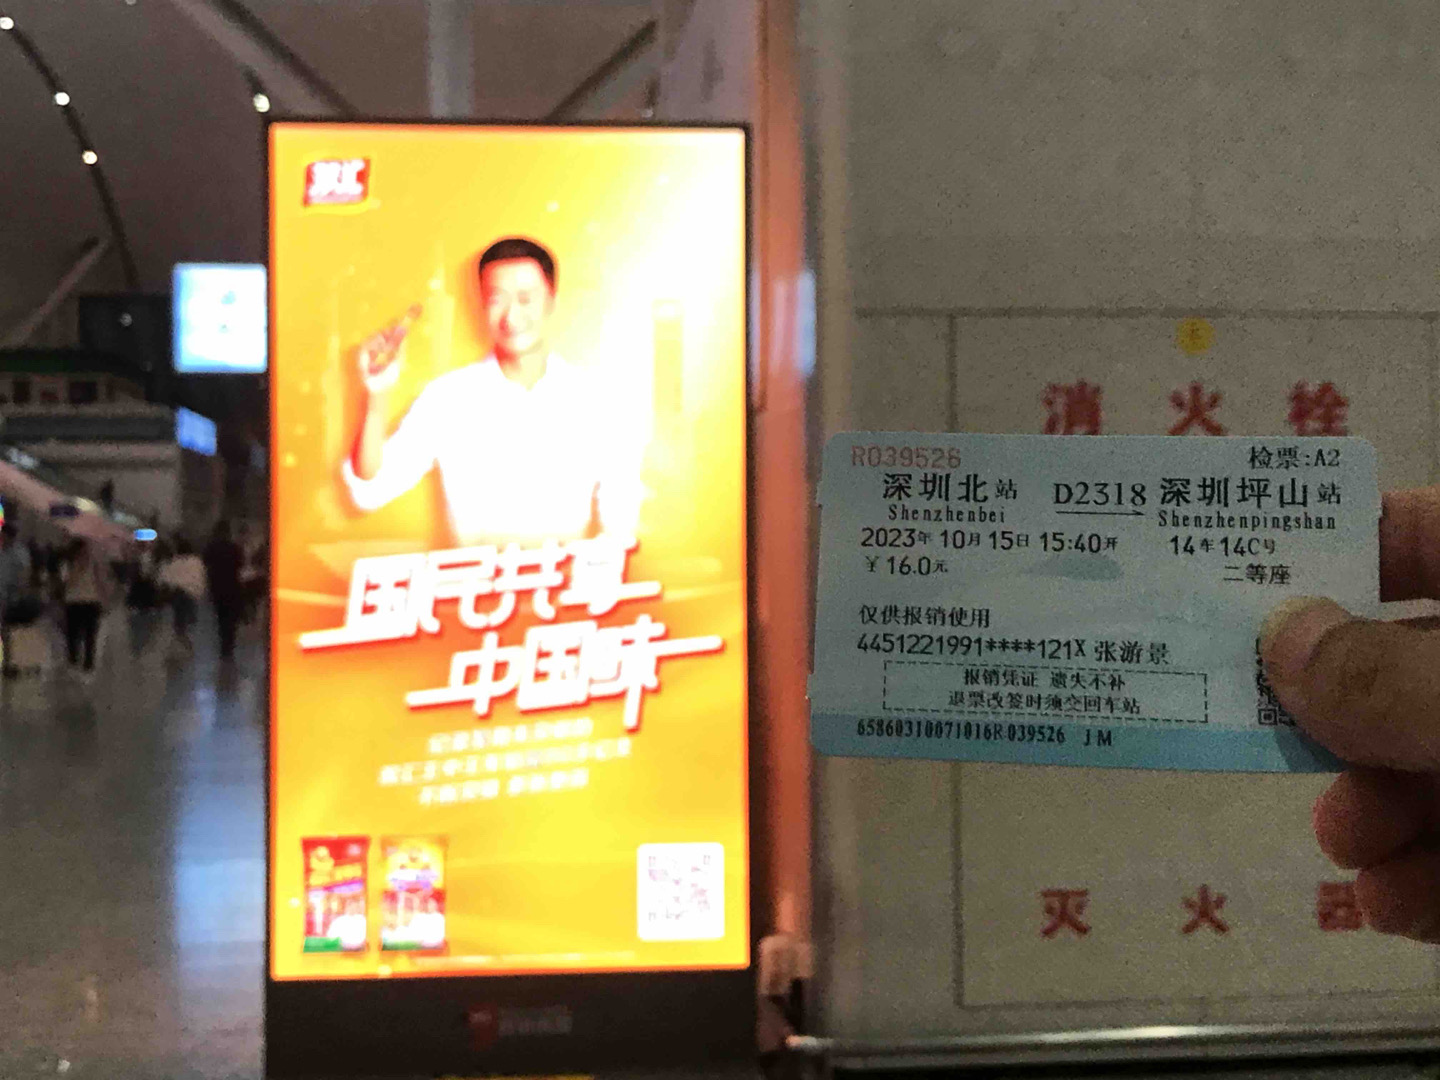 双汇
国民共享
中国味
消火栓
R039526
检票:A2
深圳北站 D2318 深圳坪山站
Shenzhenbei Shenzhenpingshan
2023年10月15日 15:40开 14车14C号
¥16.0元 二等座
仅供报销使用
4451221991****121X 张游景
报销凭证 遗失不补
退票改签时须交回车站
65860310071016R039526 JM
灭火器